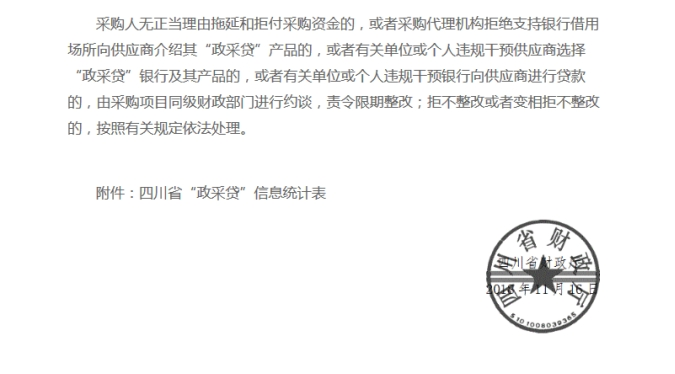 采购人无正当理由拖延和拒付采购资金的，或者采购代理机构拒绝支持银行借用
场所向供应商介绍其“政采贷”产品的，或者有关单位或个人违规干预供应商选择
“政采贷”银行及其产品的，或者有关单位或个人违规干预银行向供应商进行贷款
的，由采购项目同级财政部门进行约谈，责令限期整改；拒不整改或者变相拒不整改
的，按照有关规定依法处理。
附件：四川省“政采贷”信息统计表
四川省财政厅
四川省财政厅
年11月16日